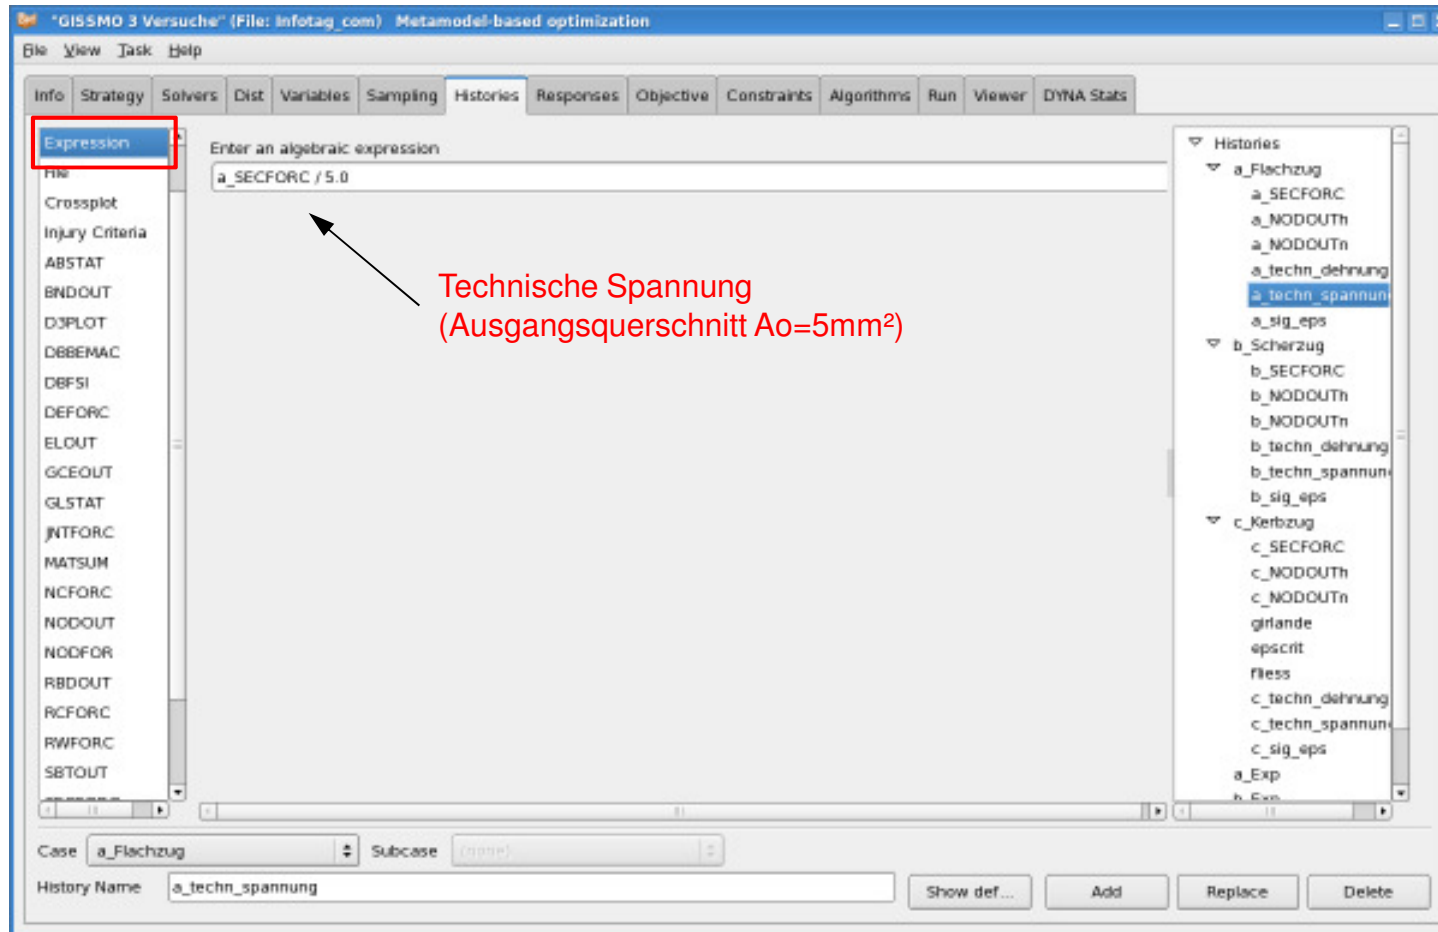 "GISSMO 3 Versuche" (File: Infotag_com) Metamodel-based optimization
File View Task Help
Info Strategy Solvers Dist Variables Sampling Histories Responses Objective Constraints Algorithms Run Viewer DYNA Stats
Expression
File
Crossplot
Injury Criteria
ABSTAT
BNDOUT
D3PLOT
DBBEMAC
DBFSI
DEFORC
ELOUT
GCEOUT
GLSTAT
JNTFORC
MATSUM
NCFORC
NODOUT
NODFOR
RBDOUT
RCFORC
RWFORC
SBTOUT
Enter an algebraic expression
a_SECFORC / 5.0
Technische Spannung
(Ausgangsquerschnitt Ao=5mm²)
Histories
a_Flachzug
a_SECFORC
a_NODOUTh
a_NODOUTn
a_techn_dehnung
a_techn_spannun
a_sig_eps
b_Scherzug
b_SECFORC
b_NODOUTh
b_NODOUTn
b_techn_dehnung
b_techn_spannun
b_sig_eps
c_Kerbzug
c_SECFORC
c_NODOUTh
c_NODOUTn
girlande
epscrit
fliess
c_techn_dehnung
c_techn_spannun
c_sig_eps
a_Exp
b_Exp
Case a_Flachzug Subcase (none)
History Name a_techn_spannung Show def... Add Replace Delete